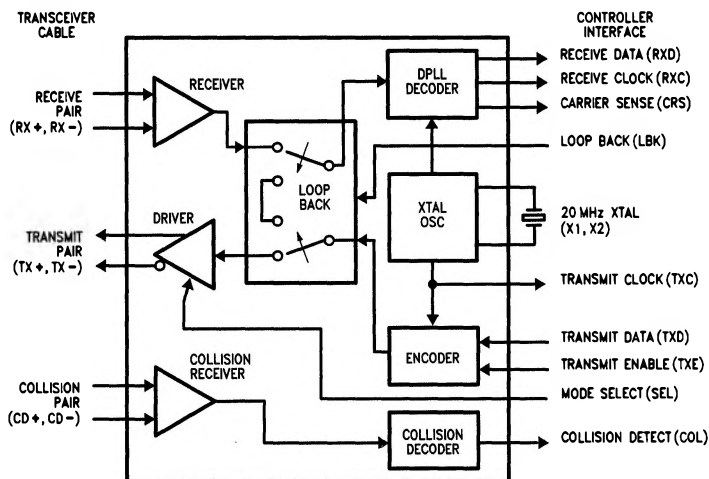 TRANSCEIVER
CABLE
CONTROLLER
INTERFACE
RECEIVE
PAIR
(RX+, RX-)
RECEIVER
DPLL
DECODER
RECEIVE DATA (RXD)
RECEIVE CLOCK (RXC)
CARRIER SENSE (CRS)
LOOP BACK (LBK)
LOOP
BACK
XTAL
OSC
20 MHz XTAL
(X1, X2)
DRIVER
TRANSMIT
PAIR
(TX+, TX-)
TRANSMIT CLOCK (TXC)
ENCODER
TRANSMIT DATA (TXD)
TRANSMIT ENABLE (TXE)
MODE SELECT (SEL)
COLLISION
RECEIVER
COLLISION
PAIR
(CD+, CD-)
COLLISION
DECODER
COLLISION DETECT (COL)